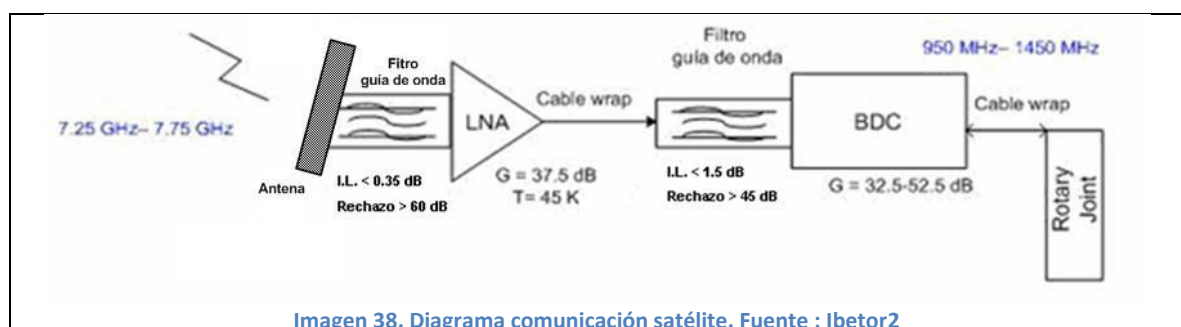 Filtro
guía de onda
950 MHz– 1450 MHz
Fitro
guía de onda
Cable wrap
Cable wrap
7.25 GHz– 7.75 GHz
LNA
BDC
Antena
I.L. < 0.35 dB
Rechazo > 60 dB
G = 37.5 dB
T= 45 K
I.L. < 1.5 dB
Rechazo > 45 dB
G = 32.5-52.5 dB
Rotary
Joint
Imagen 38. Diagrama comunicación satélite. Fuente : Ibetor2